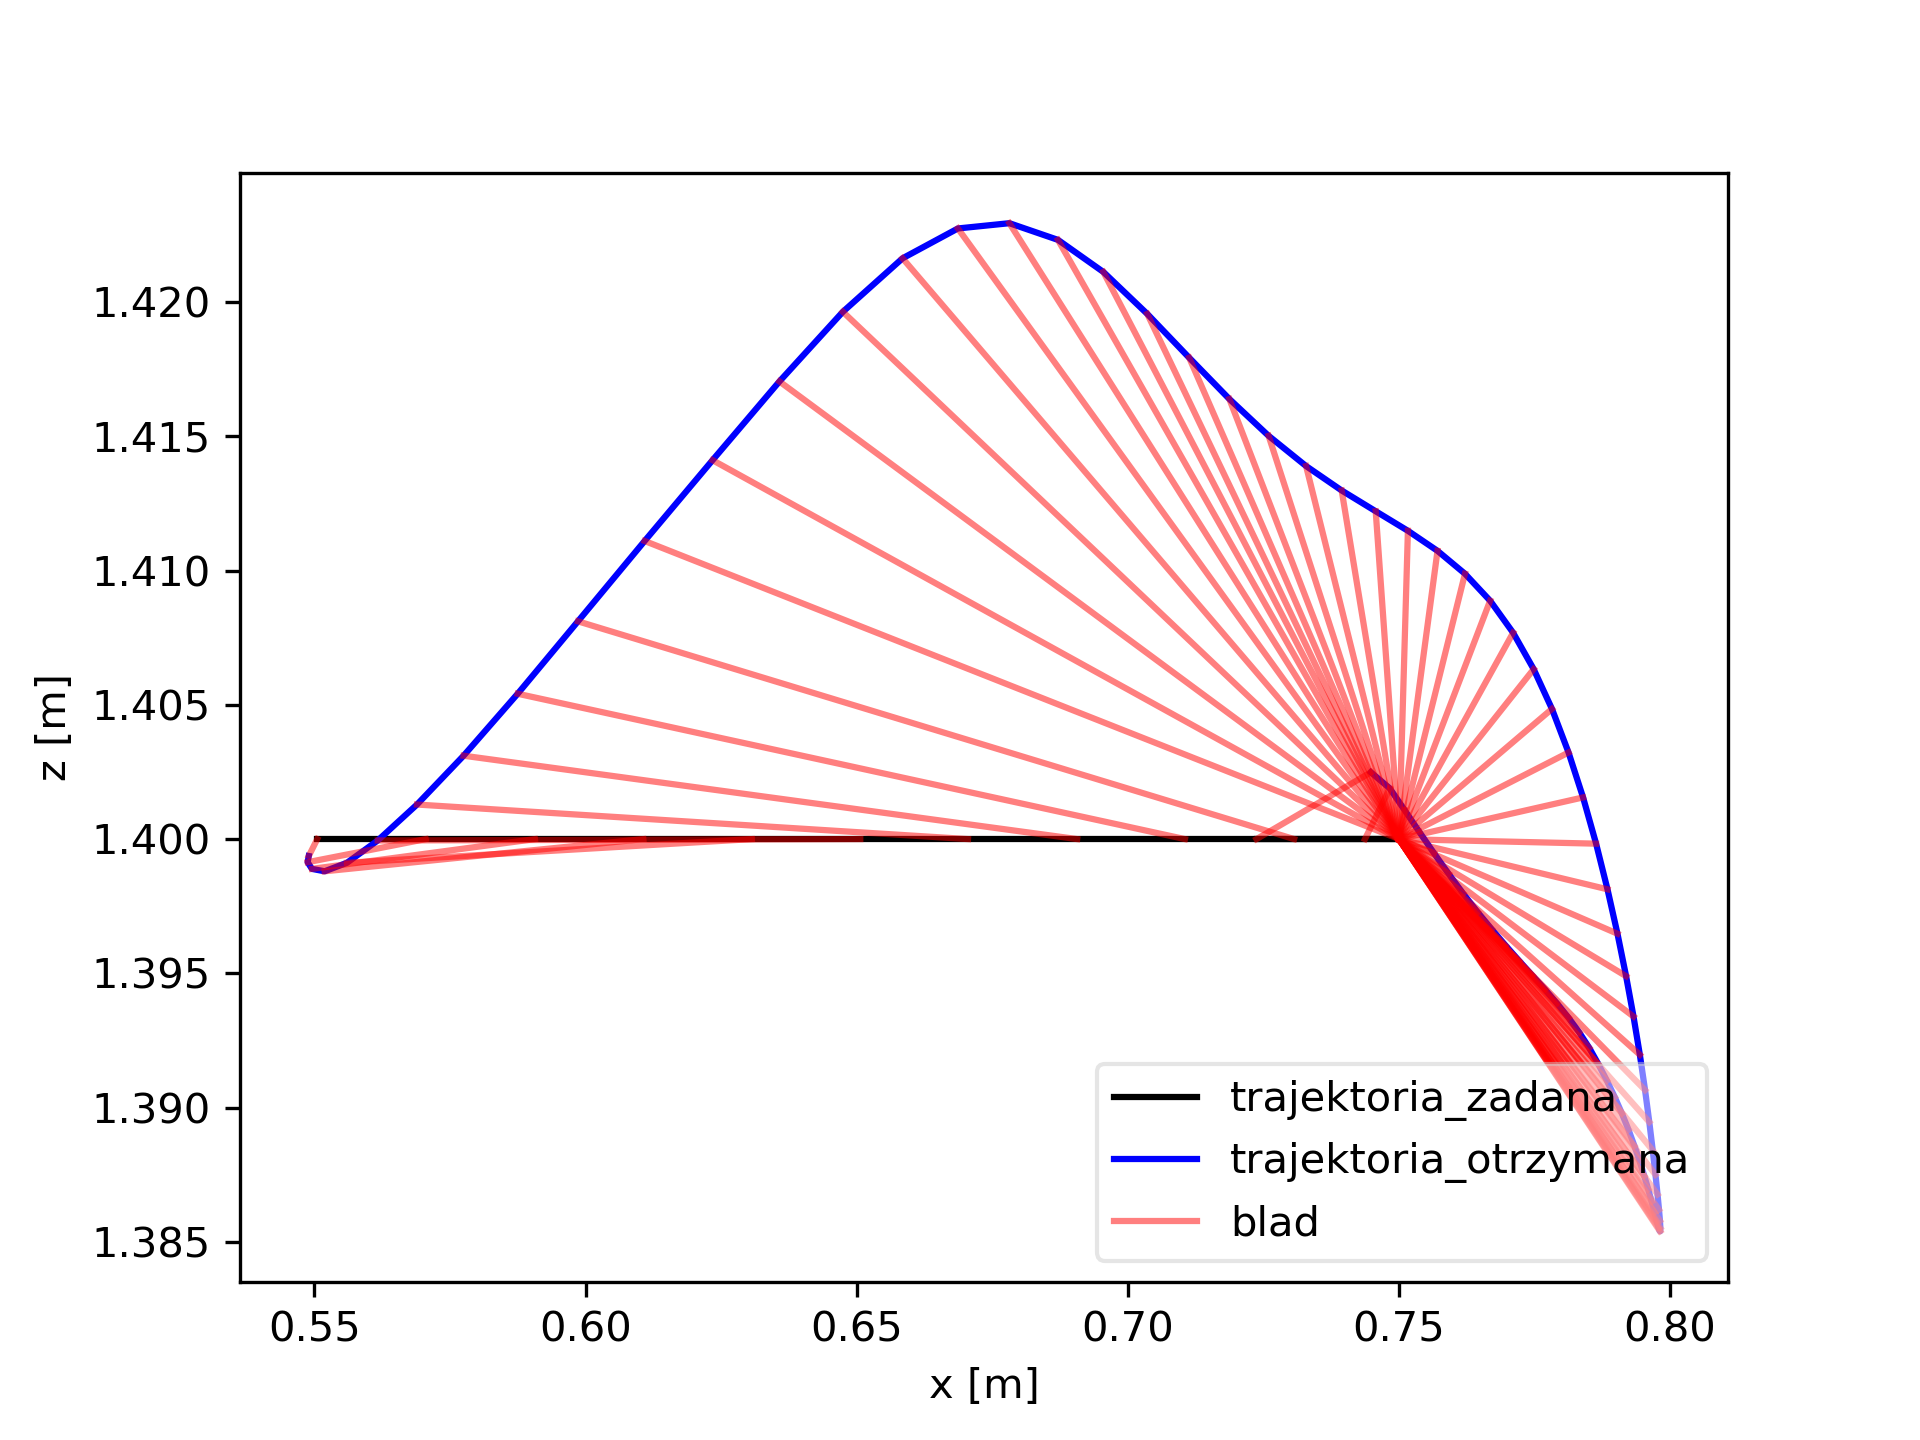 1.420
1.415
1.410
1.405
1.400
1.395
1.390
1.385
z [m]
0.55 0.60 0.65 0.70 0.75 0.80
x [m]
trajektoria_zadana
trajektoria_otrzymana
blad